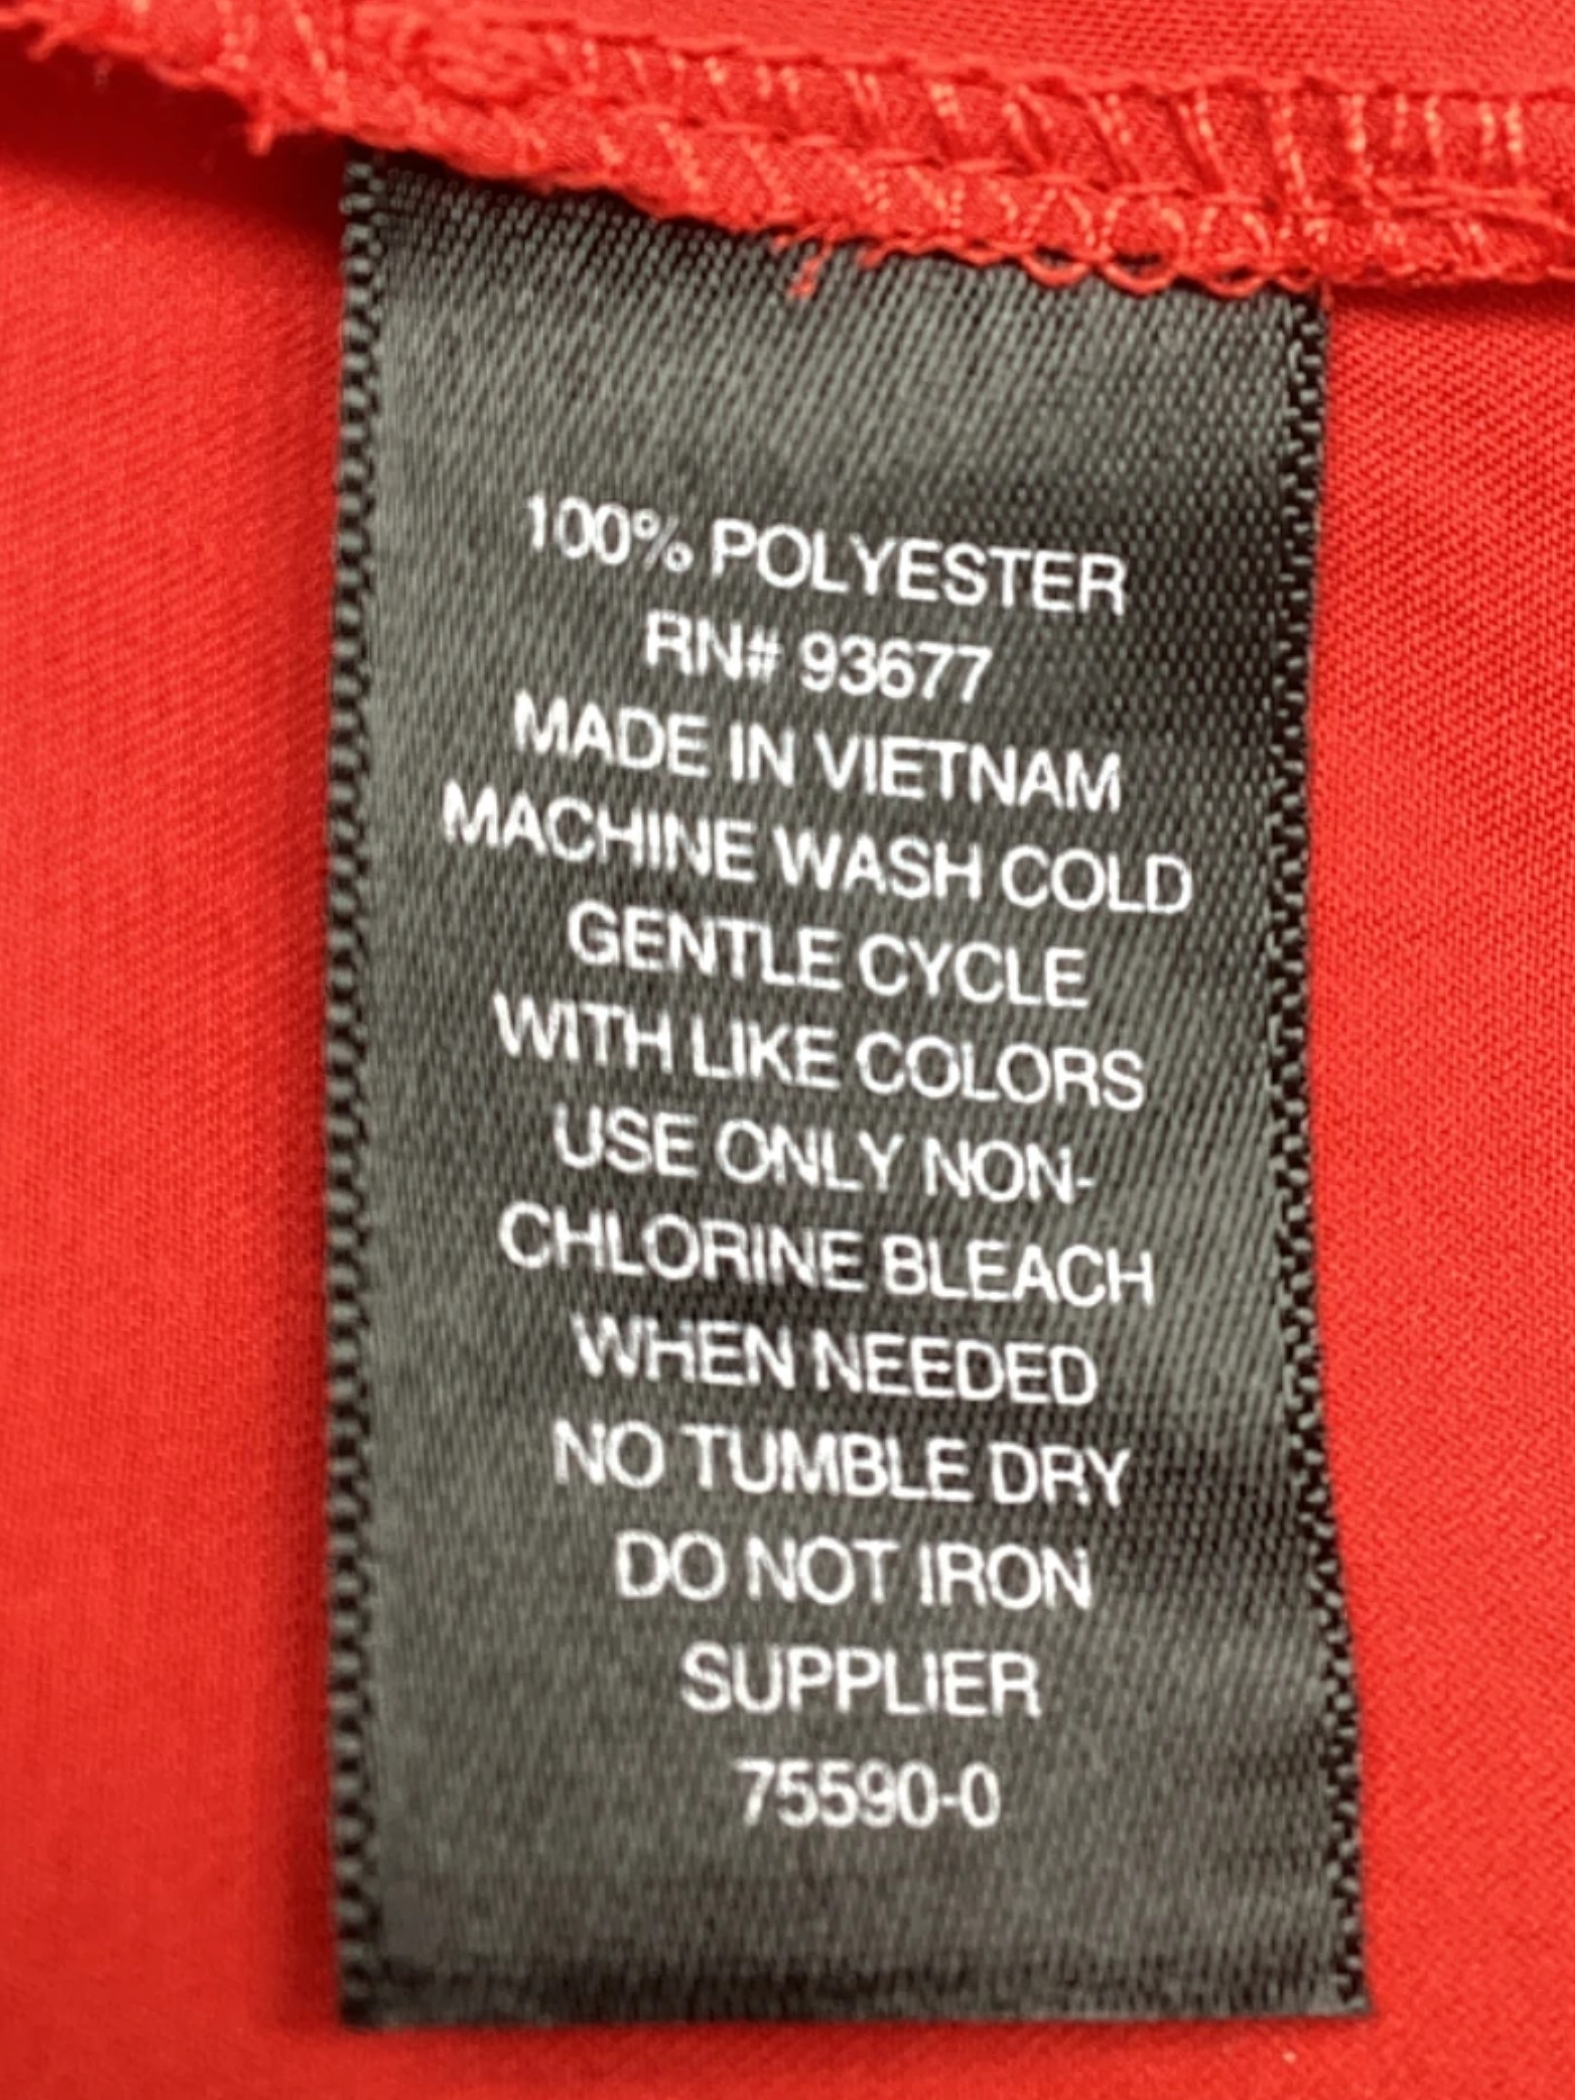 100% POLYESTER
RN# 93677
MADE IN VIETNAM
MACHINE WASH COLD
GENTLE CYCLE
WITH LIKE COLORS
USE ONLY NON-
CHLORINE BLEACH
WHEN NEEDED
NO TUMBLE DRY
DO NOT IRON
SUPPLIER
75590-0